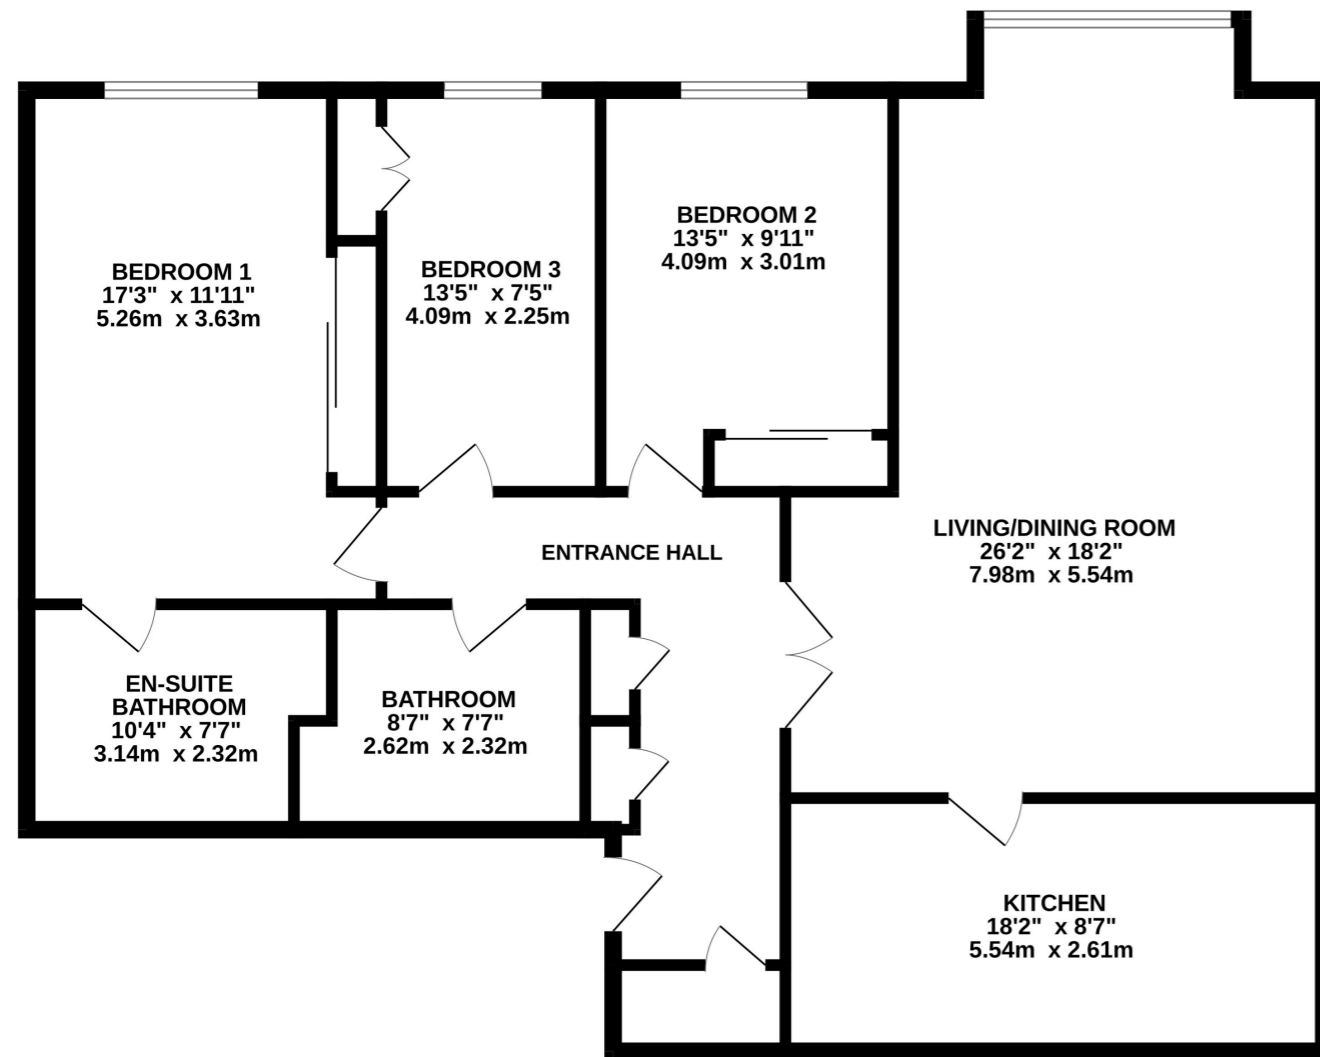 BEDROOM 1
17'3" x 11'11"
5.26m x 3.63m
BEDROOM 3
13'5" x 7'5"
4.09m x 2.25m
BEDROOM 2
13'5" x 9'11"
4.09m x 3.01m
LIVING/DINING ROOM
26'2" x 18'2"
7.98m x 5.54m
ENTRANCE HALL
EN-SUITE
BATHROOM
10'4" x 7'7"
3.14m x 2.32m
BATHROOM
8'7" x 7'7"
2.62m x 2.32m
KITCHEN
18'2" x 8'7"
5.54m x 2.61m